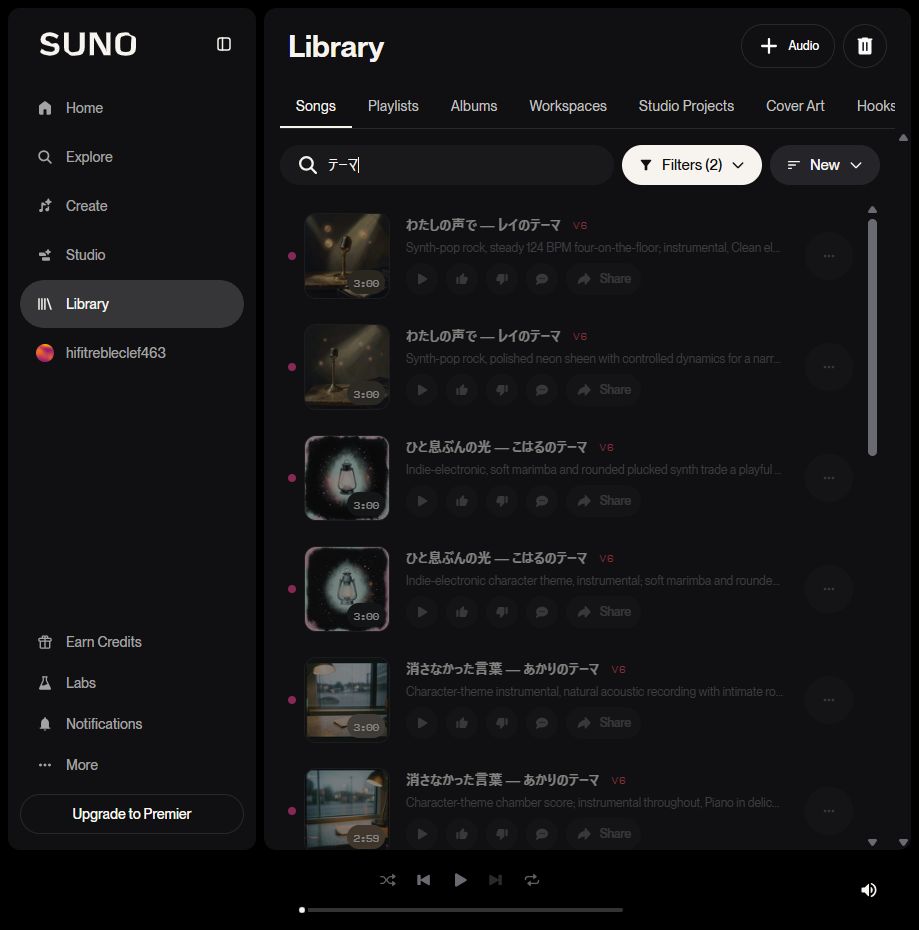 SUNO
Home
Explore
Create
Studio
Library
hifitrebleclef463
Earn Credits
Labs
Notifications
More
Upgrade to Premier
Library
Audio
Songs
Playlists
Albums
Workspaces
Studio Projects
Cover Art
Hooks
テーマ
Filters (2)
New
3:00
わたしの声で — レイのテーマ V6
Synth-pop rock, steady 124 BPM four-on-the-floor; instrumental, Clean el...
Share
3:00
わたしの声で — レイのテーマ V6
Synth-pop rock, polished neon sheen with controlled dynamics for a narr...
Share
3:00
ひと息ぶんの光 — こはるのテーマ V6
Indie-electronic, soft marimba and rounded plucked synth trade a playful ...
Share
3:00
ひと息ぶんの光 — こはるのテーマ V6
Indie-electronic character theme, instrumental; soft marimba and rounde...
Share
3:00
消さなかった言葉 — あかりのテーマ V6
Character-theme instrumental, natural acoustic recording with intimate ro...
Share
2:59
消さなかった言葉 — あかりのテーマ V6
Character-theme chamber score; instrumental throughout, Piano in delic...
Share